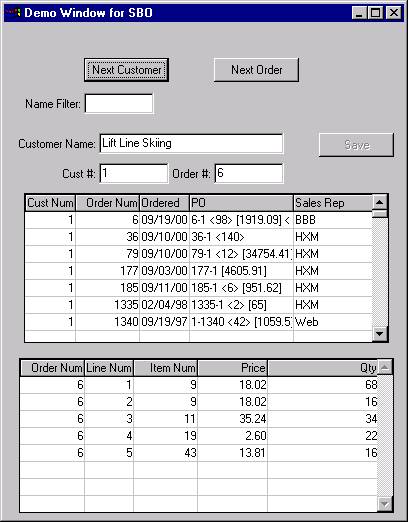 Demo Window for SBO
Next Customer Next Order
Name Filter:
Customer Name: Lift Line Skiing Save
Cust #: 1 Order #: 6
Cust Num Order Num Ordered PO Sales Rep
1 6 09/19/00 6-1 <98> [1919.09] < BBB
1 36 09/10/00 36-1 <140> HXM
1 79 09/10/00 79-1 <12> [34754.41] HXM
1 177 09/03/00 177-1 [4605.91] HXM
1 185 09/11/00 185-1 <6> [951.62] HXM
1 1335 02/04/98 1335-1 <2> [65] HXM
1 1340 09/19/97 1-1340 <42> [1059.5 Web
Order Num Line Num Item Num Price Qty
6 1 9 18.02 68
6 2 9 18.02 16
6 3 11 35.24 34
6 4 19 2.60 22
6 5 43 13.81 16